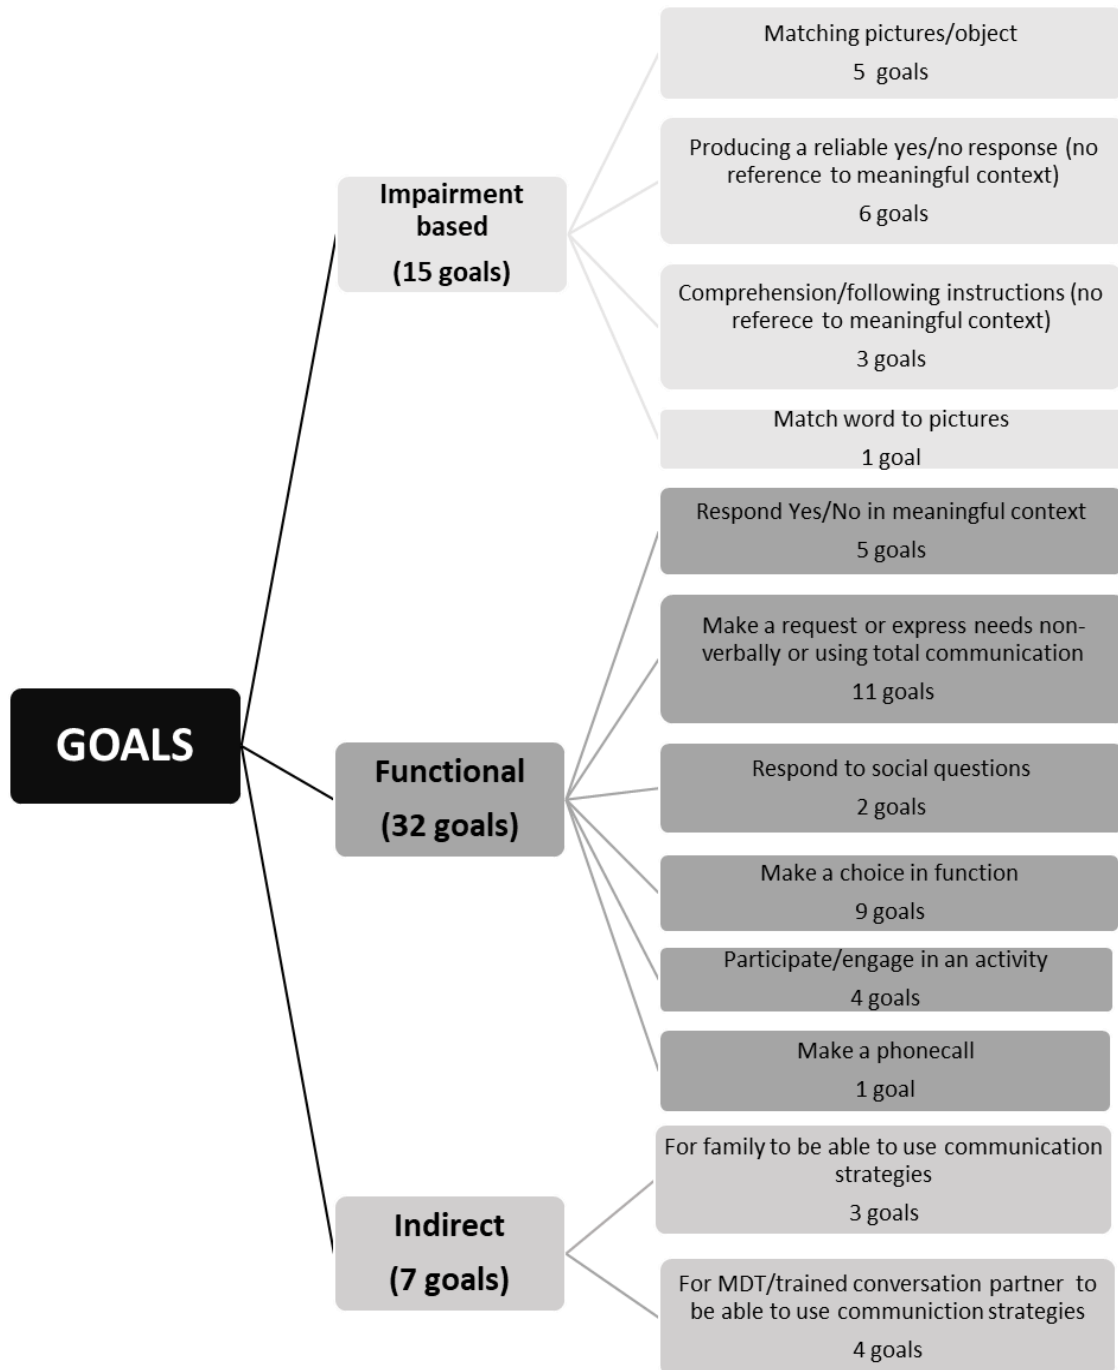 Matching pictures/object
5 goals
Producing a reliable yes/no response (no
reference to meaningful context)
6 goals
Impairment
based
(15 goals)
Comprehension/following instructions (no
referece to meaningful context)
3 goals
Match word to pictures
1 goal
Respond Yes/No in meaningful context
5 goals
Make a request or express needs non-
verbally or using total communication
11 goals
GOALS
Functional
(32 goals)
Respond to social questions
2 goals
Make a choice in function
9 goals
Participate/engage in an activity
4 goals
Make a phonecall
1 goal
For family to be able to use communication
strategies
3 goals
Indirect
(7 goals)
For MDT/trained conversation partner to
be able to use communiction strategies
4 goals